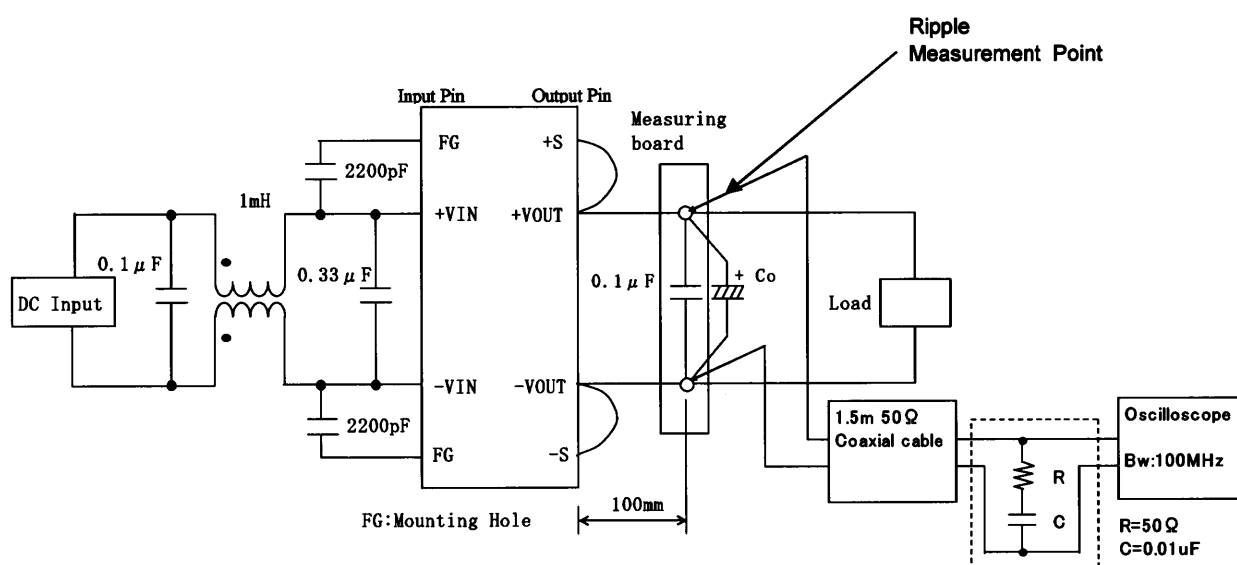 Ripple
Measurement Point
Input Pin
Output Pin
Measuring
board
FG
+S
2200pF
1mH
+VIN
+VOUT
0.1μF
0.33μF
0.1μF
+ Co
DC Input
Load
-VIN
-VOUT
2200pF
FG
-S
1.5m 50Ω
Coaxial cable
Oscilloscope
Bw:100MHz
R
C
100mm
FG:Mounting Hole
R=50Ω
C=0.01uF